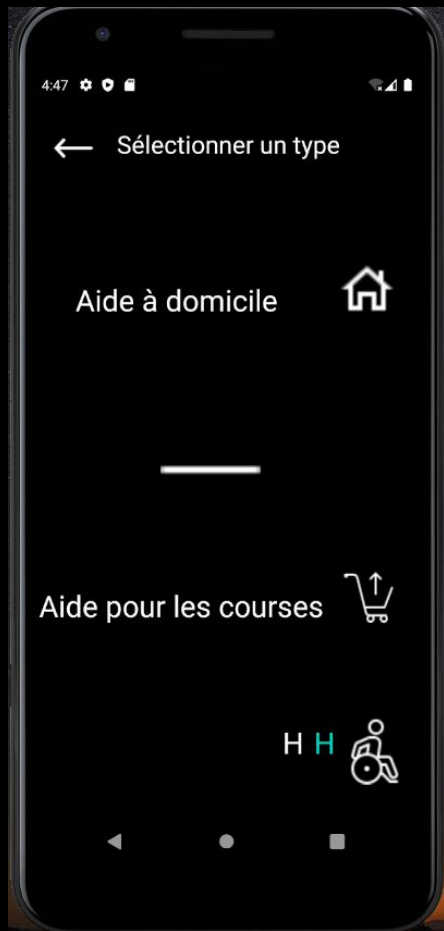 4:47
Sélectionner un type
Aide à domicile
Aide pour les courses
H H